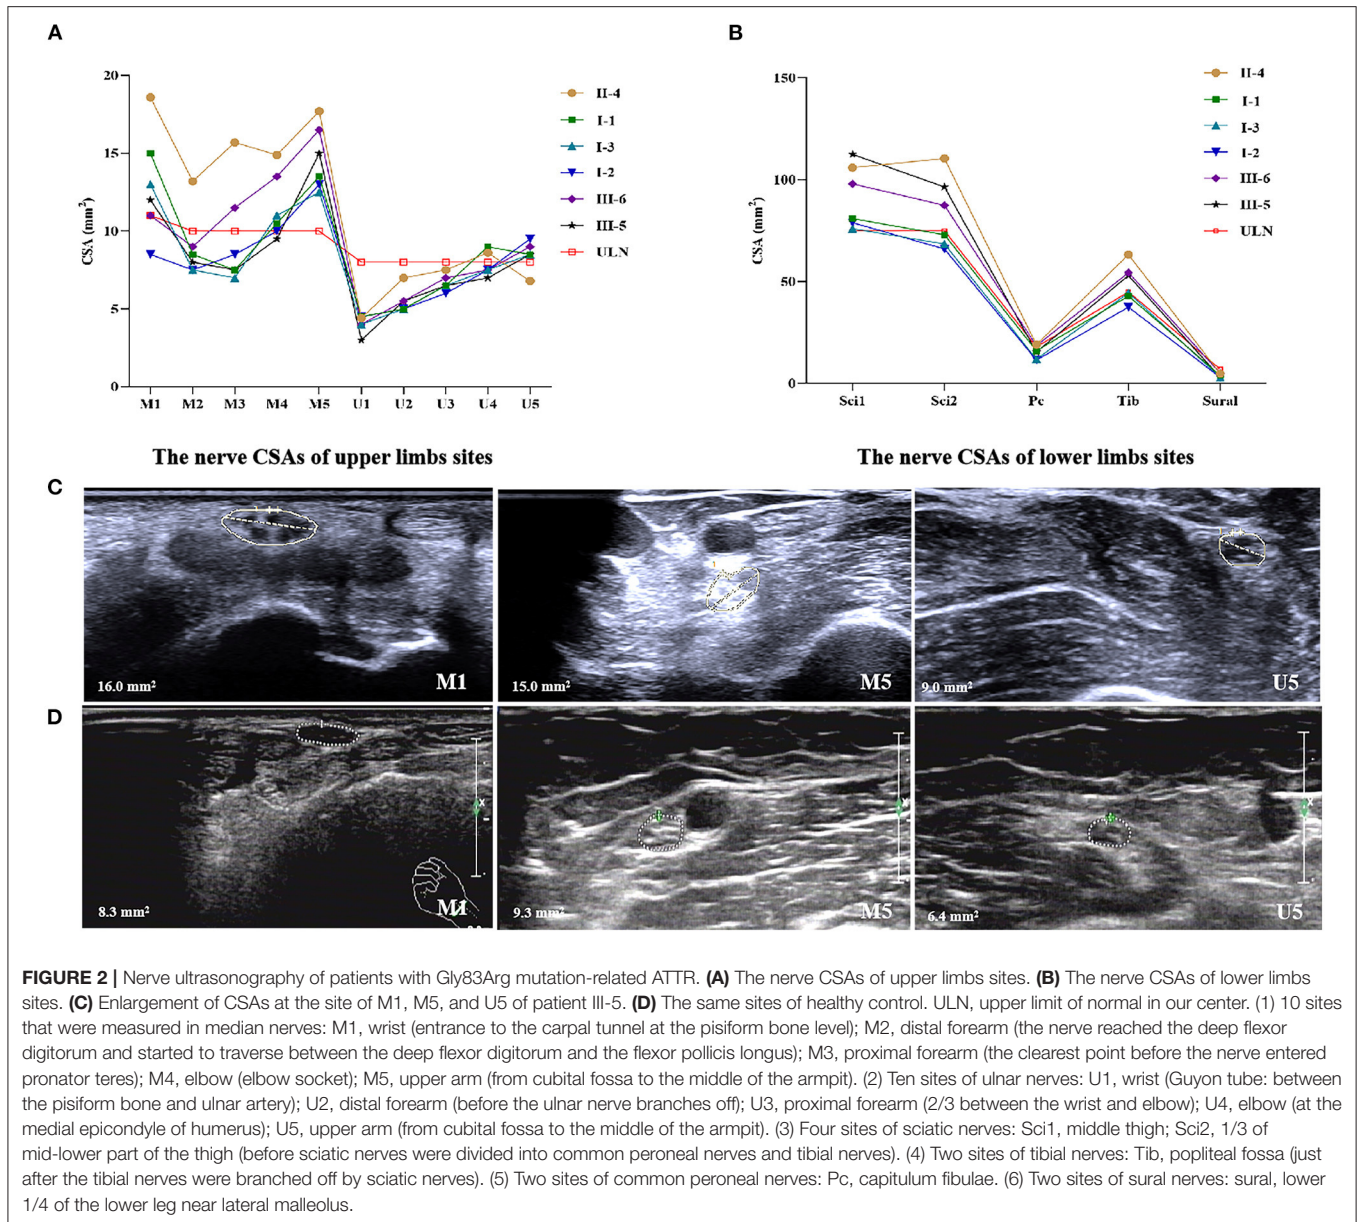 A
B
20
15
10
5
0
CSA (mm²)
II-4
I-1
I-3
I-2
III-6
III-5
ULN
M1 M2 M3 M4 M5 U1 U2 U3 U4 U5
The nerve CSAs of upper limbs sites
150
100
50
0
CSA (mm²)
II-4
I-1
I-3
I-2
III-6
III-5
ULN
Sci1 Sci2 Pc Tib Sural
The nerve CSAs of lower limbs sites
C
16.0 mm² M1
15.0 mm² M5
9.0 mm² U5
D
8.3 mm² M1
9.3 mm² M5
6.4 mm² U5
FIGURE 2 | Nerve ultrasonography of patients with Gly83Arg mutation-related ATTR. (A) The nerve CSAs of upper limbs sites. (B) The nerve CSAs of lower limbs
sites. (C) Enlargement of CSAs at the site of M1, M5, and U5 of patient III-5. (D) The same sites of healthy control. ULN, upper limit of normal in our center. (1) 10 sites
that were measured in median nerves: M1, wrist (entrance to the carpal tunnel at the pisiform bone level); M2, distal forearm (the nerve reached the deep flexor
digitorum and started to traverse between the deep flexor digitorum and the flexor pollicis longus); M3, proximal forearm (the clearest point before the nerve entered
pronator teres); M4, elbow (elbow socket); M5, upper arm (from cubital fossa to the middle of the armpit). (2) Ten sites of ulnar nerves: U1, wrist (Guyon tube: between
the pisiform bone and ulnar artery); U2, distal forearm (before the ulnar nerve branches off); U3, proximal forearm (2/3 between the wrist and elbow); U4, elbow (at the
medial epicondyle of humerus); U5, upper arm (from cubital fossa to the middle of the armpit). (3) Four sites of sciatic nerves: Sci1, middle thigh; Sci2, 1/3 of
mid-lower part of the thigh (before sciatic nerves were divided into common peroneal nerves and tibial nerves). (4) Two sites of tibial nerves: Tib, popliteal fossa (just
after the tibial nerves were branched off by sciatic nerves). (5) Two sites of common peroneal nerves: Pc, capitulum fibulae. (6) Two sites of sural nerves: sural, lower
1/4 of the lower leg near lateral malleolus.